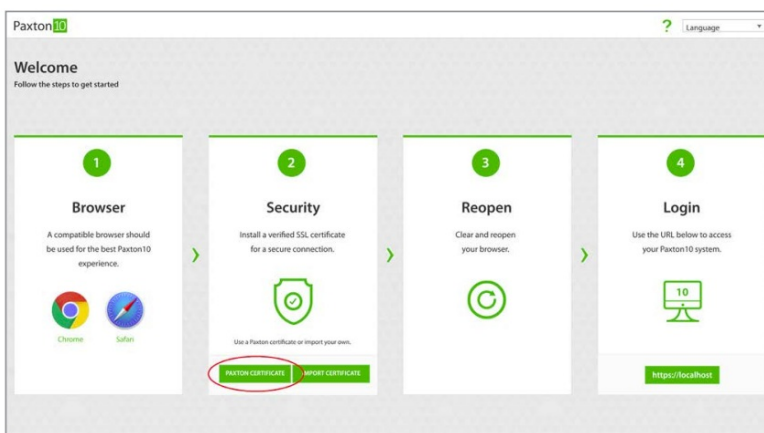 Paxton10
? Language
Welcome
Follow the steps to get started
1
Browser
A compatible browser should
be used for the best Paxton10
experience.
Chrome Safari
2
Security
Install a verified SSL certificate
for a secure connection.
Use a Paxton certificate or import your own.
PAXTON CERTIFICATE IMPORT CERTIFICATE
3
Reopen
Clear and reopen
your browser.
4
Login
Use the URL below to access
your Paxton10 system.
10
https://localhost